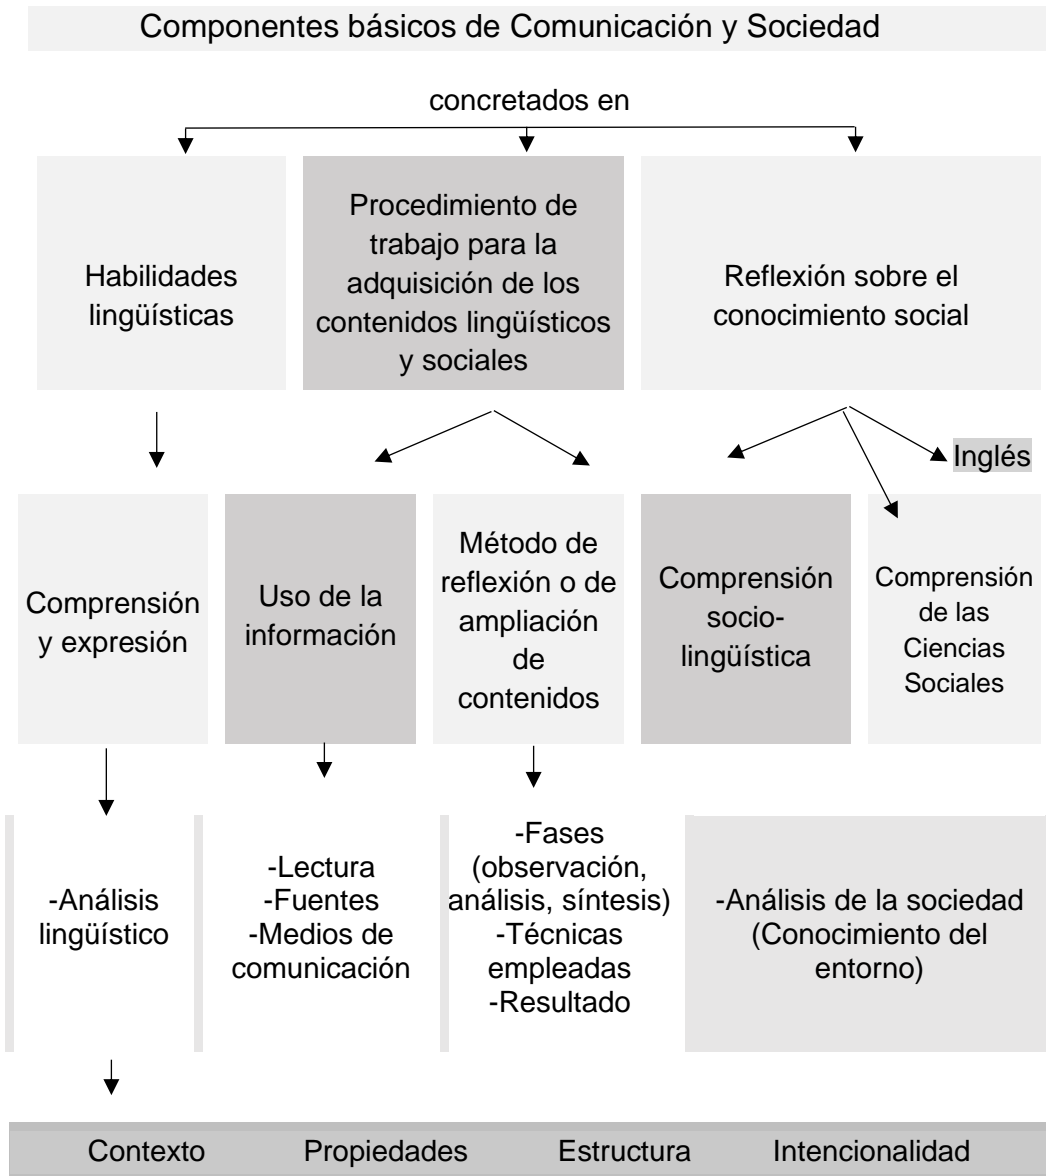 Componentes básicos de Comunicación y Sociedad
concretados en
Habilidades
lingüísticas
Procedimiento de
trabajo para la
adquisición de los
contenidos lingüísticos
y sociales
Reflexión sobre el
conocimiento social
Inglés
Comprensión
y expresión
Uso de la
información
Método de
reflexión o de
ampliación
de
contenidos
Comprensión
socio-
lingüística
Comprensión
de las
Ciencias
Sociales
-Análisis
lingüístico
-Lectura
-Fuentes
-Medios de
comunicación
-Fases
(observación,
análisis, síntesis)
-Técnicas
empleadas
-Resultado
-Análisis de la sociedad
(Conocimiento del
entorno)
Contexto Propiedades Estructura Intencionalidad